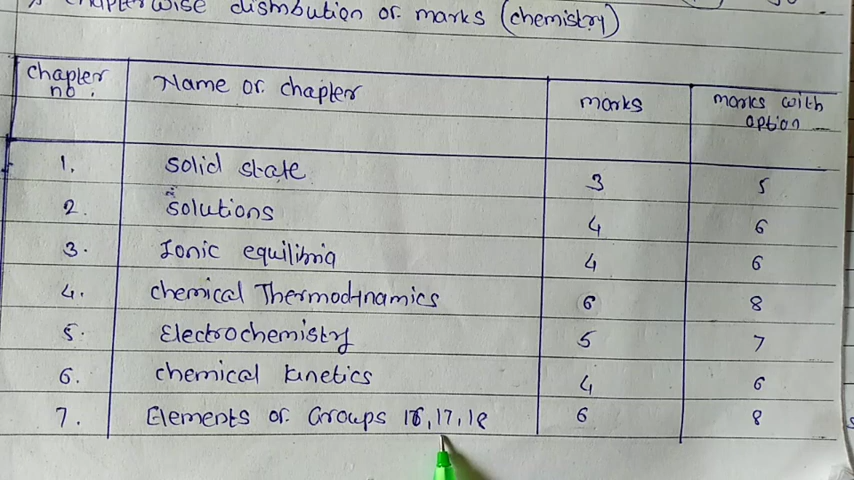 chapterwise distribution of marks (chemistry)
chapter no. Name of chapter marks marks with option
1. Solid state 3 5
2. Solutions 4 6
3. Ionic equilibria 4 6
4. chemical Thermodynamics 6 8
5. Electrochemistry 5 7
6. chemical kinetics 4 6
7. Elements of Groups 16,17,18 6 8